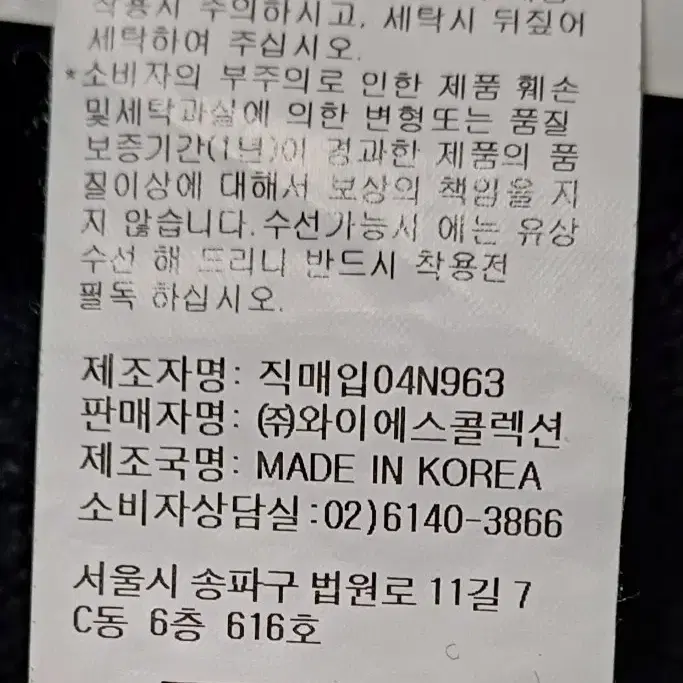 착용시 주의하시고, 세탁시 뒤짚어
세탁하여 주십시오.
*소비자의 부주의로 인한 제품 훼손
및세탁과실에 의한 변형또는 품질
보증기간(1년)이 경과한 제품의 품
질이상에 대해서 보상의 책임을 지
지 않습니다.수선가능시 에는 유상
수선 해 드리니 반드시 착용전
필독 하십시오.
제조자명: 직매입04N963
판매자명: ㈜와이에스콜렉션
제조국명: MADE IN KOREA
소비자상담실:02)6140-3866
서울시 송파구 법원로 11길 7
C동 6층 616호